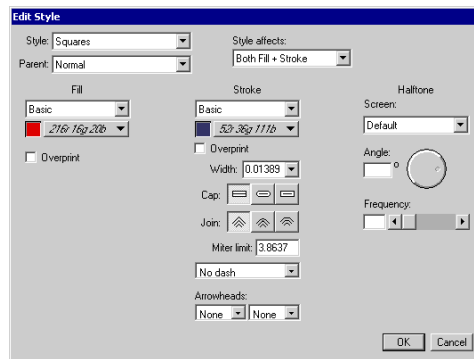 Edit Style
Style: Squares
Style affects:
Parent: Normal
Both Fill + Stroke
Fill
Stroke
Halftone
Basic
Basic
Screen:
216r 16g 20b
52r 36g 111b
Default
Overprint
Overprint
Angle:
Width: 0.01389
°
Cap:
Join:
Frequency:
Miter limit: 3.8637
No dash
Arrowheads:
None None
OK Cancel